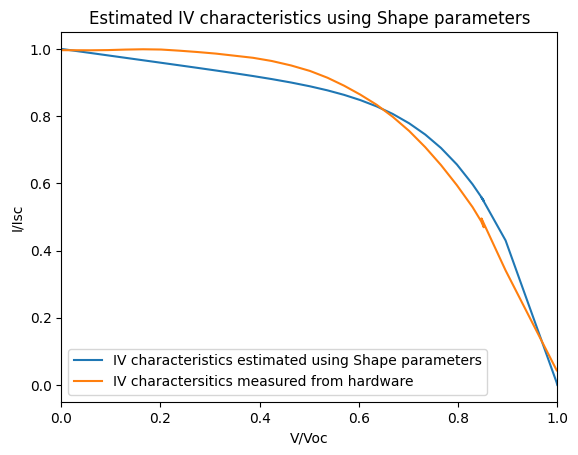 Estimated IV characteristics using Shape parameters
1.0
0.8
0.6
0.4
0.2
0.0
I/Isc
IV characteristics estimated using Shape parameters
IV charactersitics measured from hardware
0.0 0.2 0.4 0.6 0.8 1.0
V/Voc